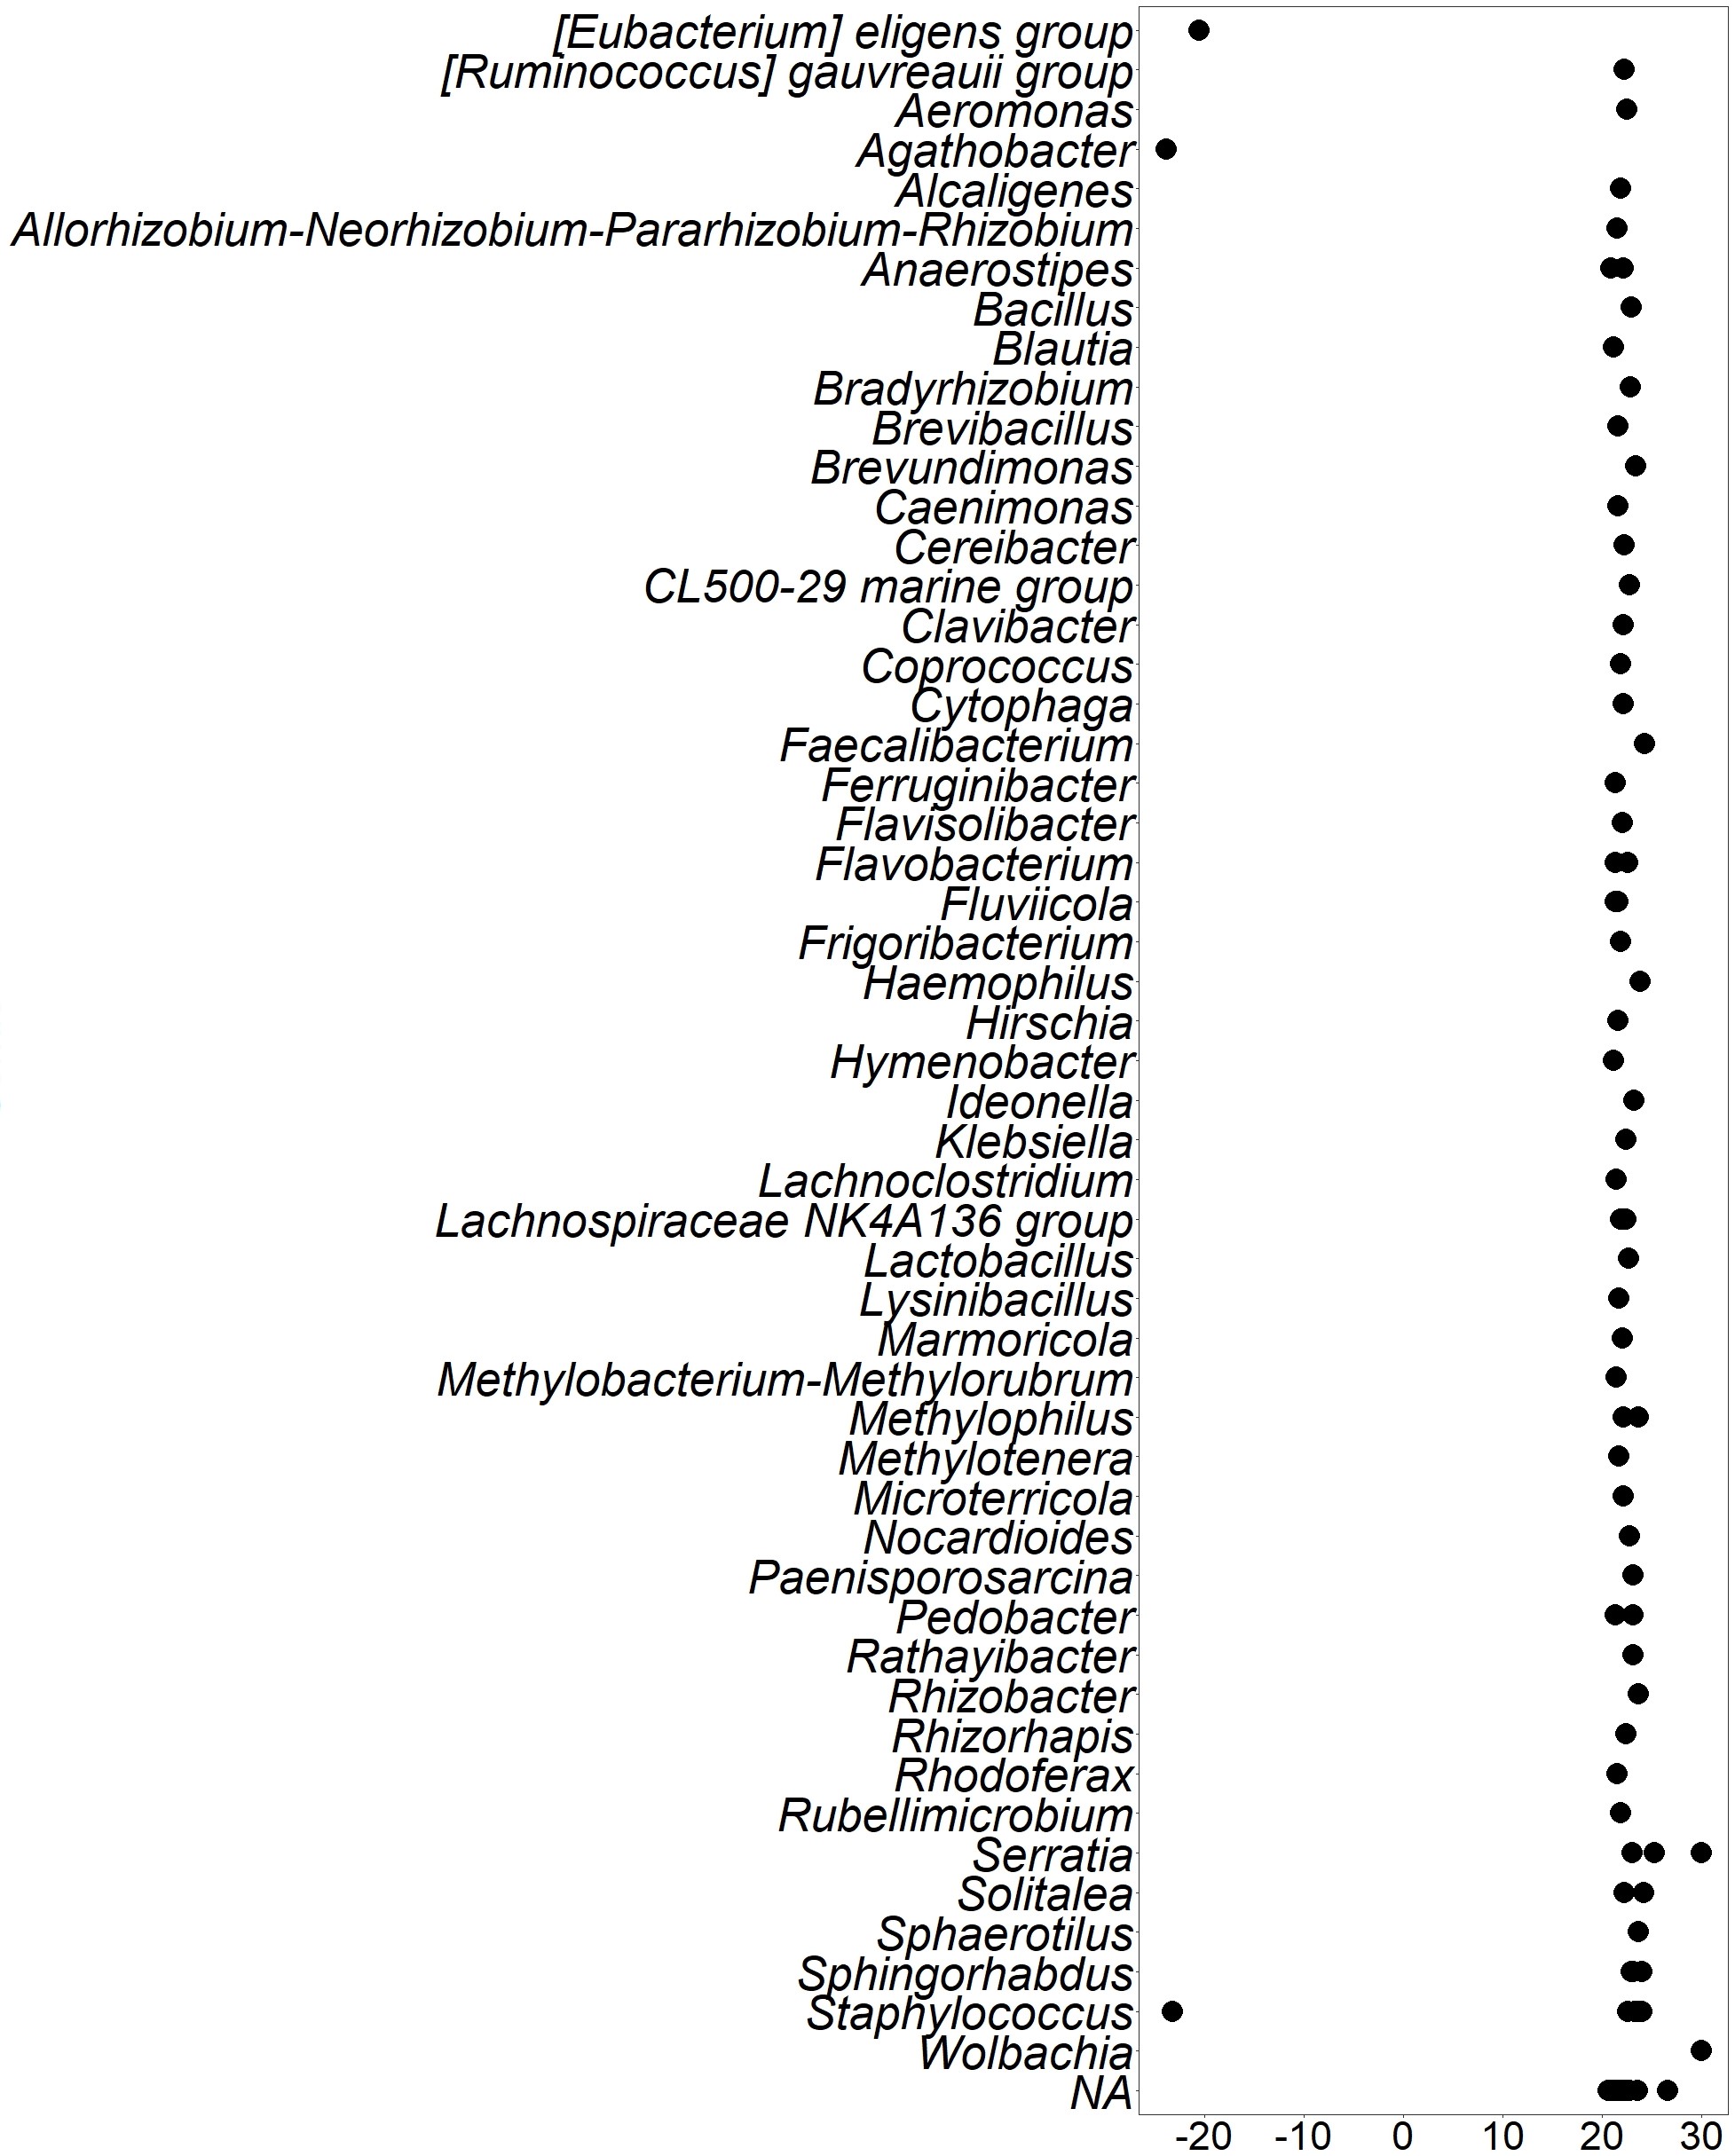 [Eubacterium] eligens group
[Ruminococcus] gauvreauii group
Aeromonas
Agathobacter
Alcaligenes
Allorhizobium-Neorhizobium-Pararhizobium-Rhizobium
Anaerostipes
Bacillus
Blautia
Bradyrhizobium
Brevibacillus
Brevundimonas
Caenimonas
Cereibacter
CL500-29 marine group
Clavibacter
Coprococcus
Cytophaga
Faecalibacterium
Ferruginibacter
Flavisolibacter
Flavobacterium
Fluviicola
Frigoribacterium
Haemophilus
Hirschia
Hymenobacter
Ideonella
Klebsiella
Lachnoclostridium
Lachnospiraceae NK4A136 group
Lactobacillus
Lysinibacillus
Marmoricola
Methylobacterium-Methylorubrum
Methylophilus
Methylotenera
Microterricola
Nocardioides
Paenisporosarcina
Pedobacter
Rathayibacter
Rhizobacter
Rhizorhapis
Rhodoferax
Rubellimicrobium
Serratia
Solitalea
Sphaerotilus
Sphingorhabdus
Staphylococcus
Wolbachia
NA
-20 -10 0 10 20 30